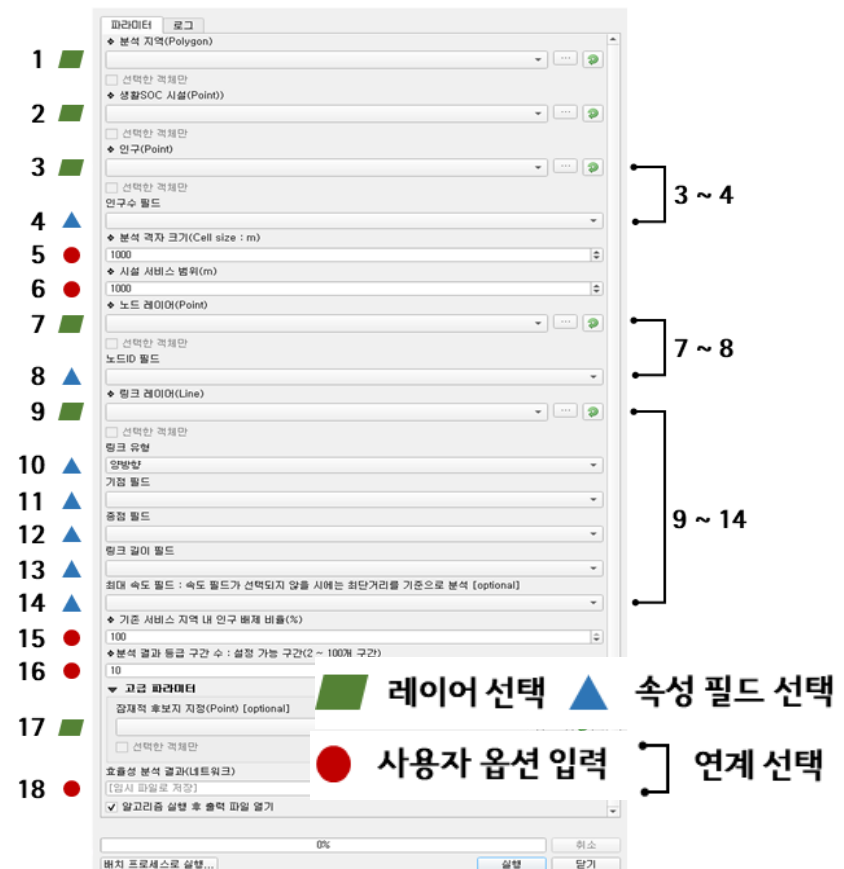 파라미터 로그
❖ 분석 지역(Polygon)
1
선택한 객체만
❖ 생활SOC 시설(Point))
2
선택한 객체만
❖ 인구(Point)
3
선택한 객체만
3 ~ 4
인구수 필드
4
❖ 분석 격자 크기(Cell size : m)
5 1000
❖ 시설 서비스 범위(m)
6 1000
❖ 노드 레이어(Point)
7
선택한 객체만
7 ~ 8
노드ID 필드
8
❖ 링크 레이어(Line)
9
선택한 객체만
링크 유형
10 양방향
기점 필드
11
종점 필드
9 ~ 14
12
링크 길이 필드
13
최대 속도 필드 : 속도 필드가 선택되지 않을 시에는 최단거리를 기준으로 분석 [optional]
14
❖ 기존 서비스 지역 내 인구 배제 비율(%)
15 100
❖분석 결과 등급 구간 수 : 설정 가능 구간(2 ~ 100개 구간)
16 10
▼ 고급 파라미터
레이어 선택 속성 필드 선택
잠재적 후보지 지정(Point) [optional]
17
선택한 객체만
사용자 옵션 입력 연계 선택
효율성 분석 결과(네트워크)
18 [임시 파일로 저장]
알고리즘 실행 후 출력 파일 열기
0% 취소
배치 프로세스로 실행... 실행 닫기